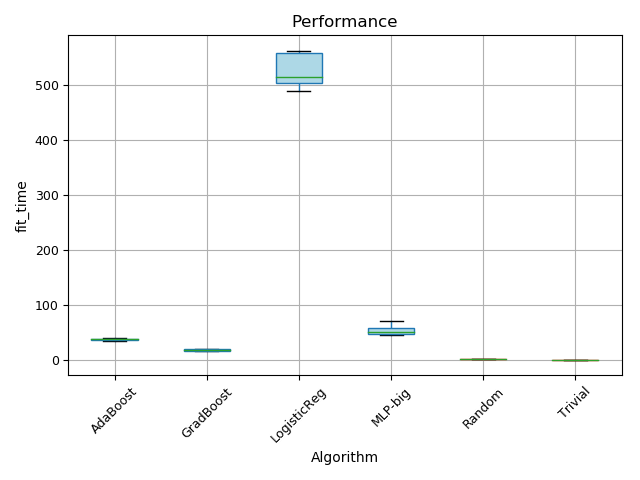 Performance
fit_time
500
400
300
200
100
0
AdaBoost
GradBoost
LogisticReg
MLP-big
Random
Trivial
Algorithm